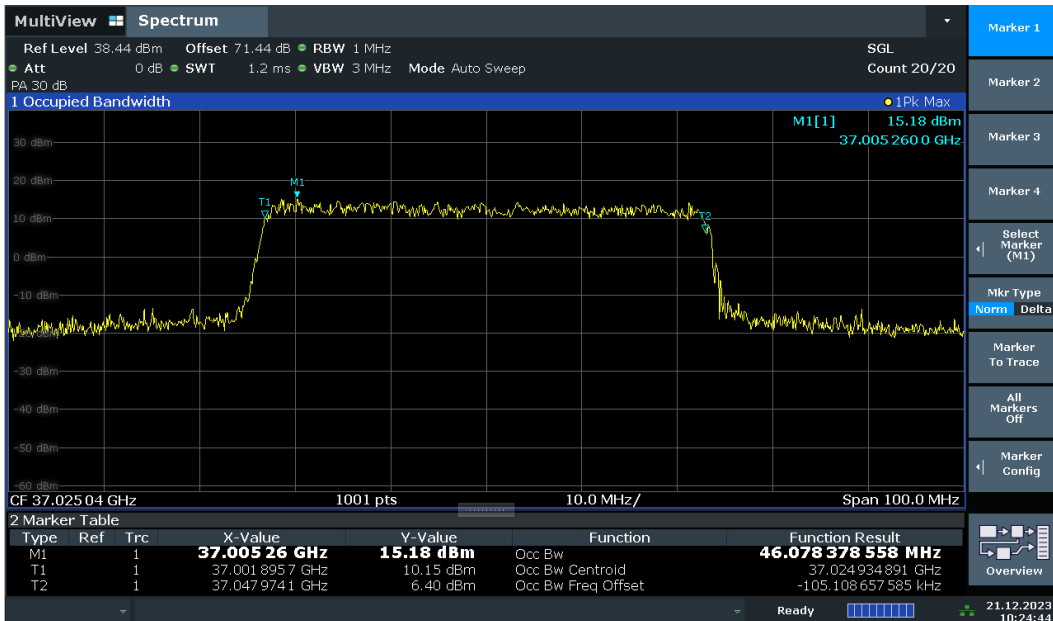 MultiView Spectrum
Ref Level 38.44 dBm Offset 71.44 dB RBW 1 MHz SGL
Att 0 dB SWT 1.2 ms VBW 3 MHz Mode Auto Sweep Count 20/20
PA 30 dB
1 Occupied Bandwidth 1Pk Max
M1[1] 15.18 dBm
37.005 260 0 GHz
30 dBm
20 dBm
M1
T1
10 dBm
T2
0 dBm
-10 dBm
-20 dBm
-30 dBm
-40 dBm
-50 dBm
-60 dBm
CF 37.025 04 GHz 1001 pts 10.0 MHz/ Span 100.0 MHz
2 Marker Table
Type Ref Trc X-Value Y-Value Function Function Result
M1 1 37.005 26 GHz 15.18 dBm Occ Bw 46.078 378 558 MHz
T1 1 37.001 895 7 GHz 10.15 dBm Occ Bw Centroid 37.024 934 891 GHz
T2 1 37.047 974 1 GHz 6.40 dBm Occ Bw Freq Offset -105.108 657 585 kHz
Ready 21.12.2023
10:24:44
Marker 1
Marker 2
Marker 3
Marker 4
Select
Marker
(M1)
Mkr Type
Norm Delta
Marker
To Trace
All
Markers
Off
Marker
Config
Overview